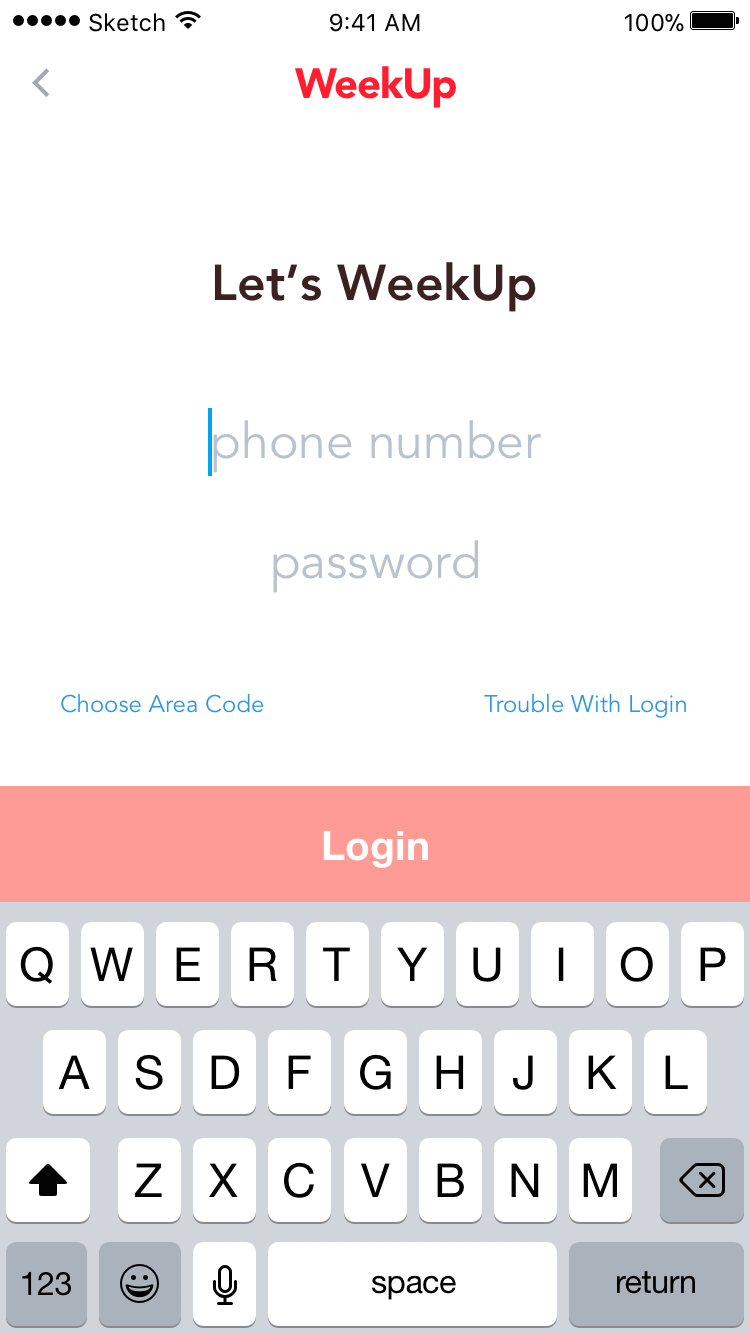 Sketch 9:41 AM 100%
WeekUp
Let’s WeekUp
phone number
password
Choose Area Code Trouble With Login
Login
Q W E R T Y U I O P
A S D F G H J K L
Z X C V B N M
123 space return